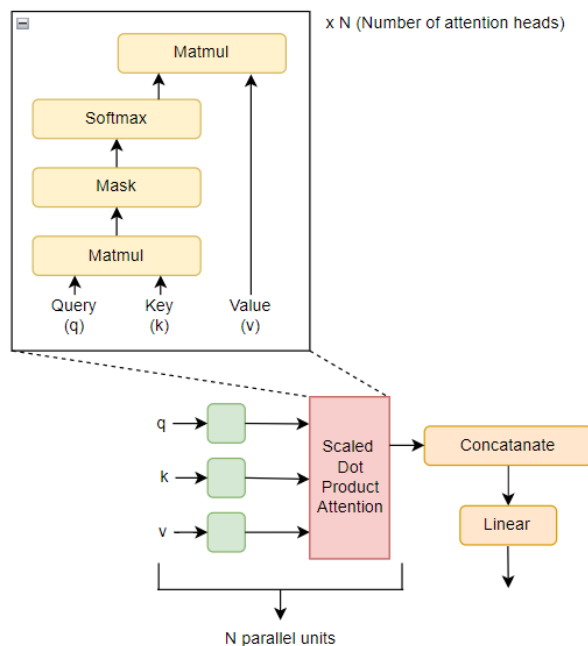 x N (Number of attention heads)
Matmul
Softmax
Mask
Matmul
Query
(q)
Key
(k)
Value
(v)
q
k
v
Scaled
Dot
Product
Attention
Concatanate
Linear
N parallel units